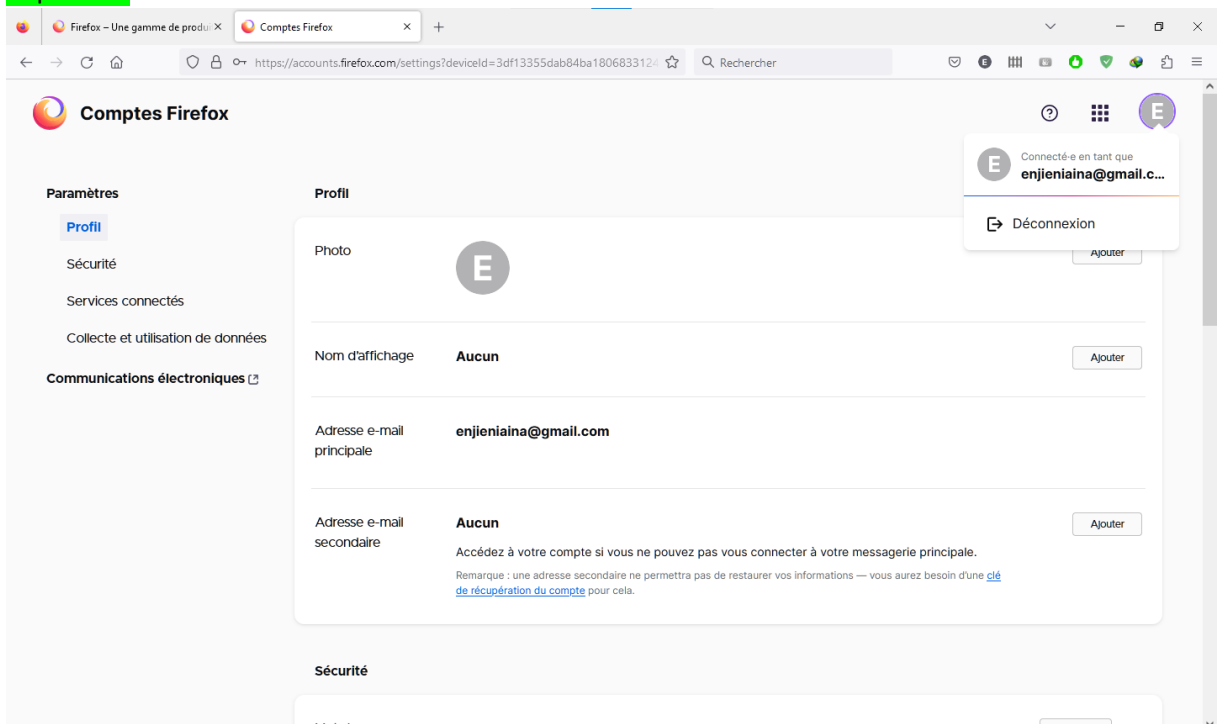 Firefox – Une gamme de produi
Comptes Firefox
https://accounts.firefox.com/settings?deviceId=3df13355dab84ba1806833124
Rechercher
Comptes Firefox
E
Connecté·e en tant que
E
enjieniaina@gmail.c...
Déconnexion
Paramètres
Profil
Sécurité
Services connectés
Collecte et utilisation de données
Communications électroniques
Profil
Photo
E
Ajouter
Nom d'affichage
Aucun
Ajouter
Adresse e-mail
principale
enjieniaina@gmail.com
Adresse e-mail
secondaire
Aucun
Ajouter
Accédez à votre compte si vous ne pouvez pas vous connecter à votre messagerie principale.
Remarque : une adresse secondaire ne permettra pas de restaurer vos informations — vous aurez besoin d'une clé
de récupération du compte pour cela.
Sécurité